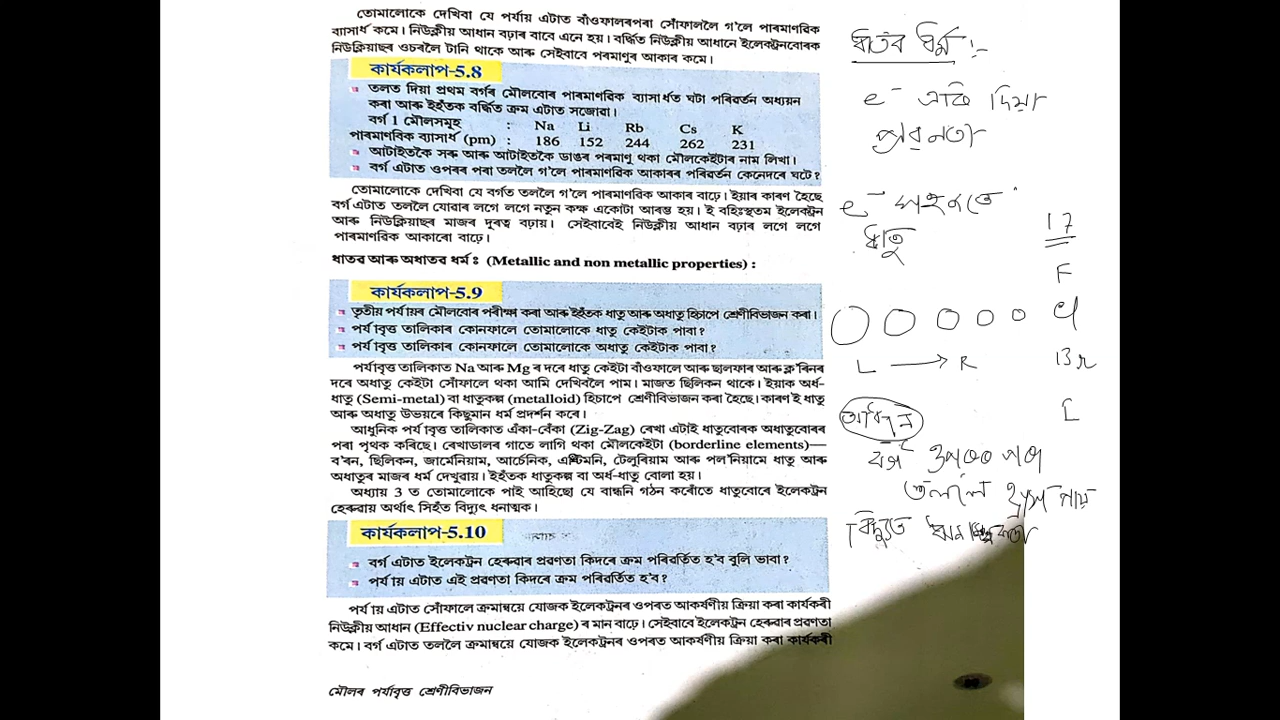 তোমালোকে দেখিবা যে পৰ্যায় এটাত বাঁওফালৰপৰা সোঁফাললৈ গ'লে পাৰমাণৱিক
ব্যাসাৰ্ধ কমে। নিউক্লীয় আধান বঢ়াৰ বাবে এনে হয়। বৰ্দ্ধিত নিউক্লীয় আধানে ইলেকট্ৰনবোৰক
নিউক্লিয়াছৰ ওচৰলৈ টানি থাকে আৰু সেইবাবে পৰমাণুৰ আকাৰ কমে।
কাৰ্যকলাপ-5.8
তলত দিয়া প্ৰথম বৰ্গৰ মৌলবোৰ পাৰমাণৱিক ব্যাসাৰ্ধত ঘটা পৰিৱৰ্তন অধ্যয়ন
কৰা আৰু ইহঁতক বৰ্দ্ধিত ক্ৰম এটাত সজোৱা।
বৰ্গ 1 মৌলসমূহ : Na Li Rb Cs K
পাৰমাণবিক ব্যাসাৰ্ধ (pm) : 186 152 244 262 231
আটাইতকৈ সৰু আৰু আটাইতকৈ ডাঙৰ পৰমাণু থকা মৌলকেইটাৰ নাম লিখা।
বৰ্গ এটাত ওপৰৰ পৰা তললৈ গ'লে পাৰমাণৱিক আকাৰৰ পৰিৱৰ্তন কেনেদৰে ঘটে?
তোমালোকে দেখিবা যে বৰ্গত তললৈ গ'লে পাৰমাণৱিক আকাৰ বাঢ়ে। ইয়াৰ কাৰণ হৈছে
বৰ্গ এটাত তললৈ যোৱাৰ লগে লগে নতুন কক্ষ একোটা আৰম্ভ হয়। ই বহিঃস্থতম ইলেকট্ৰন
আৰু নিউক্লিয়াছৰ মাজৰ দূৰত্ব বঢ়ায়। সেইবাবেই নিউক্লীয় আধান বঢ়াৰ লগে লগে
পাৰমাণৱিক আকাৰো বাঢ়ে।
ধাতৱ আৰু অধাতৱ ধৰ্মঃ (Metallic and non metallic properties) :
কাৰ্যকলাপ-5.9
তৃতীয় পৰ্যায়ৰ মৌলবোৰ পৰীক্ষা কৰা আৰু ইহঁতক ধাতু আৰু অধাতু হিচাপে শ্ৰেণীবিভাজন কৰা।
পৰ্যাবৃত্ত তালিকাৰ কোনফালে তোমালোকে ধাতু কেইটাক পাবা?
পৰ্যাবৃত্ত তালিকাৰ কোনফালে তোমালোকে অধাতু কেইটাক পাবা?
পৰ্যাবৃত্ত তালিকাত Na আৰু Mg ৰ দৰে ধাতু কেইটা বাঁওফালে আৰু ছালফাৰ আৰু ক্ল'ৰিনৰ
দৰে অধাতু কেইটা সোঁফালে থকা আমি দেখিবলৈ পাম। মাজত ছিলিকন থাকে। ইয়াক অৰ্ধ-
ধাতু (Semi-metal) বা ধাতুকল্প (metalloid) হিচাপে শ্ৰেণীবিভাজন কৰা হৈছে। কাৰণ ই ধাতু
আৰু অধাতু উভয়ৰে কিছুমান ধৰ্ম প্ৰদৰ্শন কৰে।
আধুনিক পৰ্যাবৃত্ত তালিকাত এঁকা-বেঁকা (Zig-Zag) ৰেখা এটাই ধাতুবোৰক অধাতুবোৰৰ
পৰা পৃথক কৰিছে। ৰেখাডালৰ গাতে লাগি থকা মৌলকেইটা (borderline elements)—
ব'ৰন, ছিলিকন, জাৰ্মেনিয়াম, আৰ্চেনিক, এণ্টিমনি, টেলুৰিয়াম আৰু পল'নিয়ামে ধাতু আৰু
অধাতুৰ মাজৰ ধৰ্ম দেখুৱায়। ইহঁতক ধাতুকল্প বা অৰ্ধ-ধাতু বোলা হয়।
অধ্যায় 3 ত তোমালোকে পাই আহিছো যে বান্ধনি গঠন কৰোঁতে ধাতুবোৰে ইলেকট্ৰন
হেৰুৱায় অৰ্থাৎ সিহঁত বিদ্যুৎ ধনাত্মক।
কাৰ্যকলাপ-5.10
বৰ্গ এটাত ইলেকট্ৰন হেৰুৱাৰ প্ৰৱণতা কিদৰে ক্ৰম পৰিৱৰ্তিত হ'ব বুলি ভাবা?
পৰ্যায় এটাত এই প্ৰৱণতা কিদৰে ক্ৰম পৰিৱৰ্তিত হ'ব?
পৰ্যায় এটাত সোঁফালে ক্ৰমান্বয়ে যোজক ইলেকট্ৰনৰ ওপৰত আকৰ্ষণীয় ক্ৰিয়া কৰা কাৰ্যকৰী
নিউক্লীয় আধান (Effectiv nuclear charge) ৰ মান বাঢ়ে। সেইবাবে ইলেকট্ৰন হেৰুৱাৰ প্ৰৱণতা
কমে। বৰ্গ এটাত তললৈ ক্ৰমান্বয়ে যোজক ইলেকট্ৰনৰ ওপৰত আকৰ্ষণীয় ক্ৰিয়া কৰা কাৰ্যকৰী
মৌলৰ পৰ্যাবৃত্ত শ্ৰেণীবিভাজন
ধাতৱ ধৰ্ম :-
e⁻ এৰি দিয়া
প্ৰৱনতা
e⁻
ধাতু
17
F
Cl
L → R
Br
I
বৰ্গ ওপৰৰ পৰা
তললৈ হ্ৰাস পায়